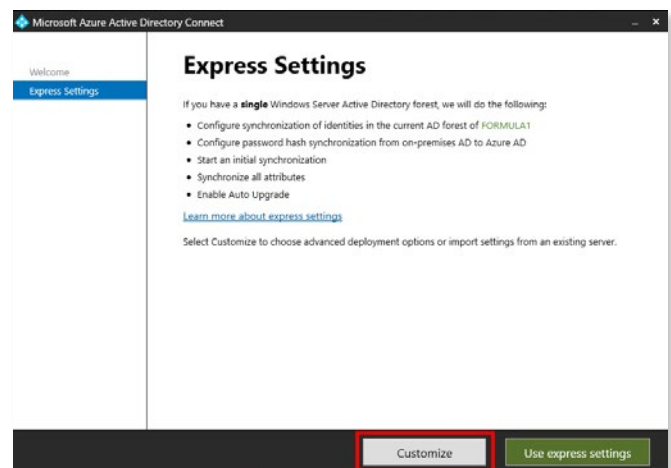 Microsoft Azure Active Directory Connect
Welcome
Express Settings
Express Settings
If you have a single Windows Server Active Directory forest, we will do the following:
• Configure synchronization of identities in the current AD forest of FORMULA1
• Configure password hash synchronization from on-premises AD to Azure AD
• Start an initial synchronization
• Synchronize all attributes
• Enable Auto Upgrade
Learn more about express settings
Select Customize to choose advanced deployment options or import settings from an existing server.
Customize
Use express settings